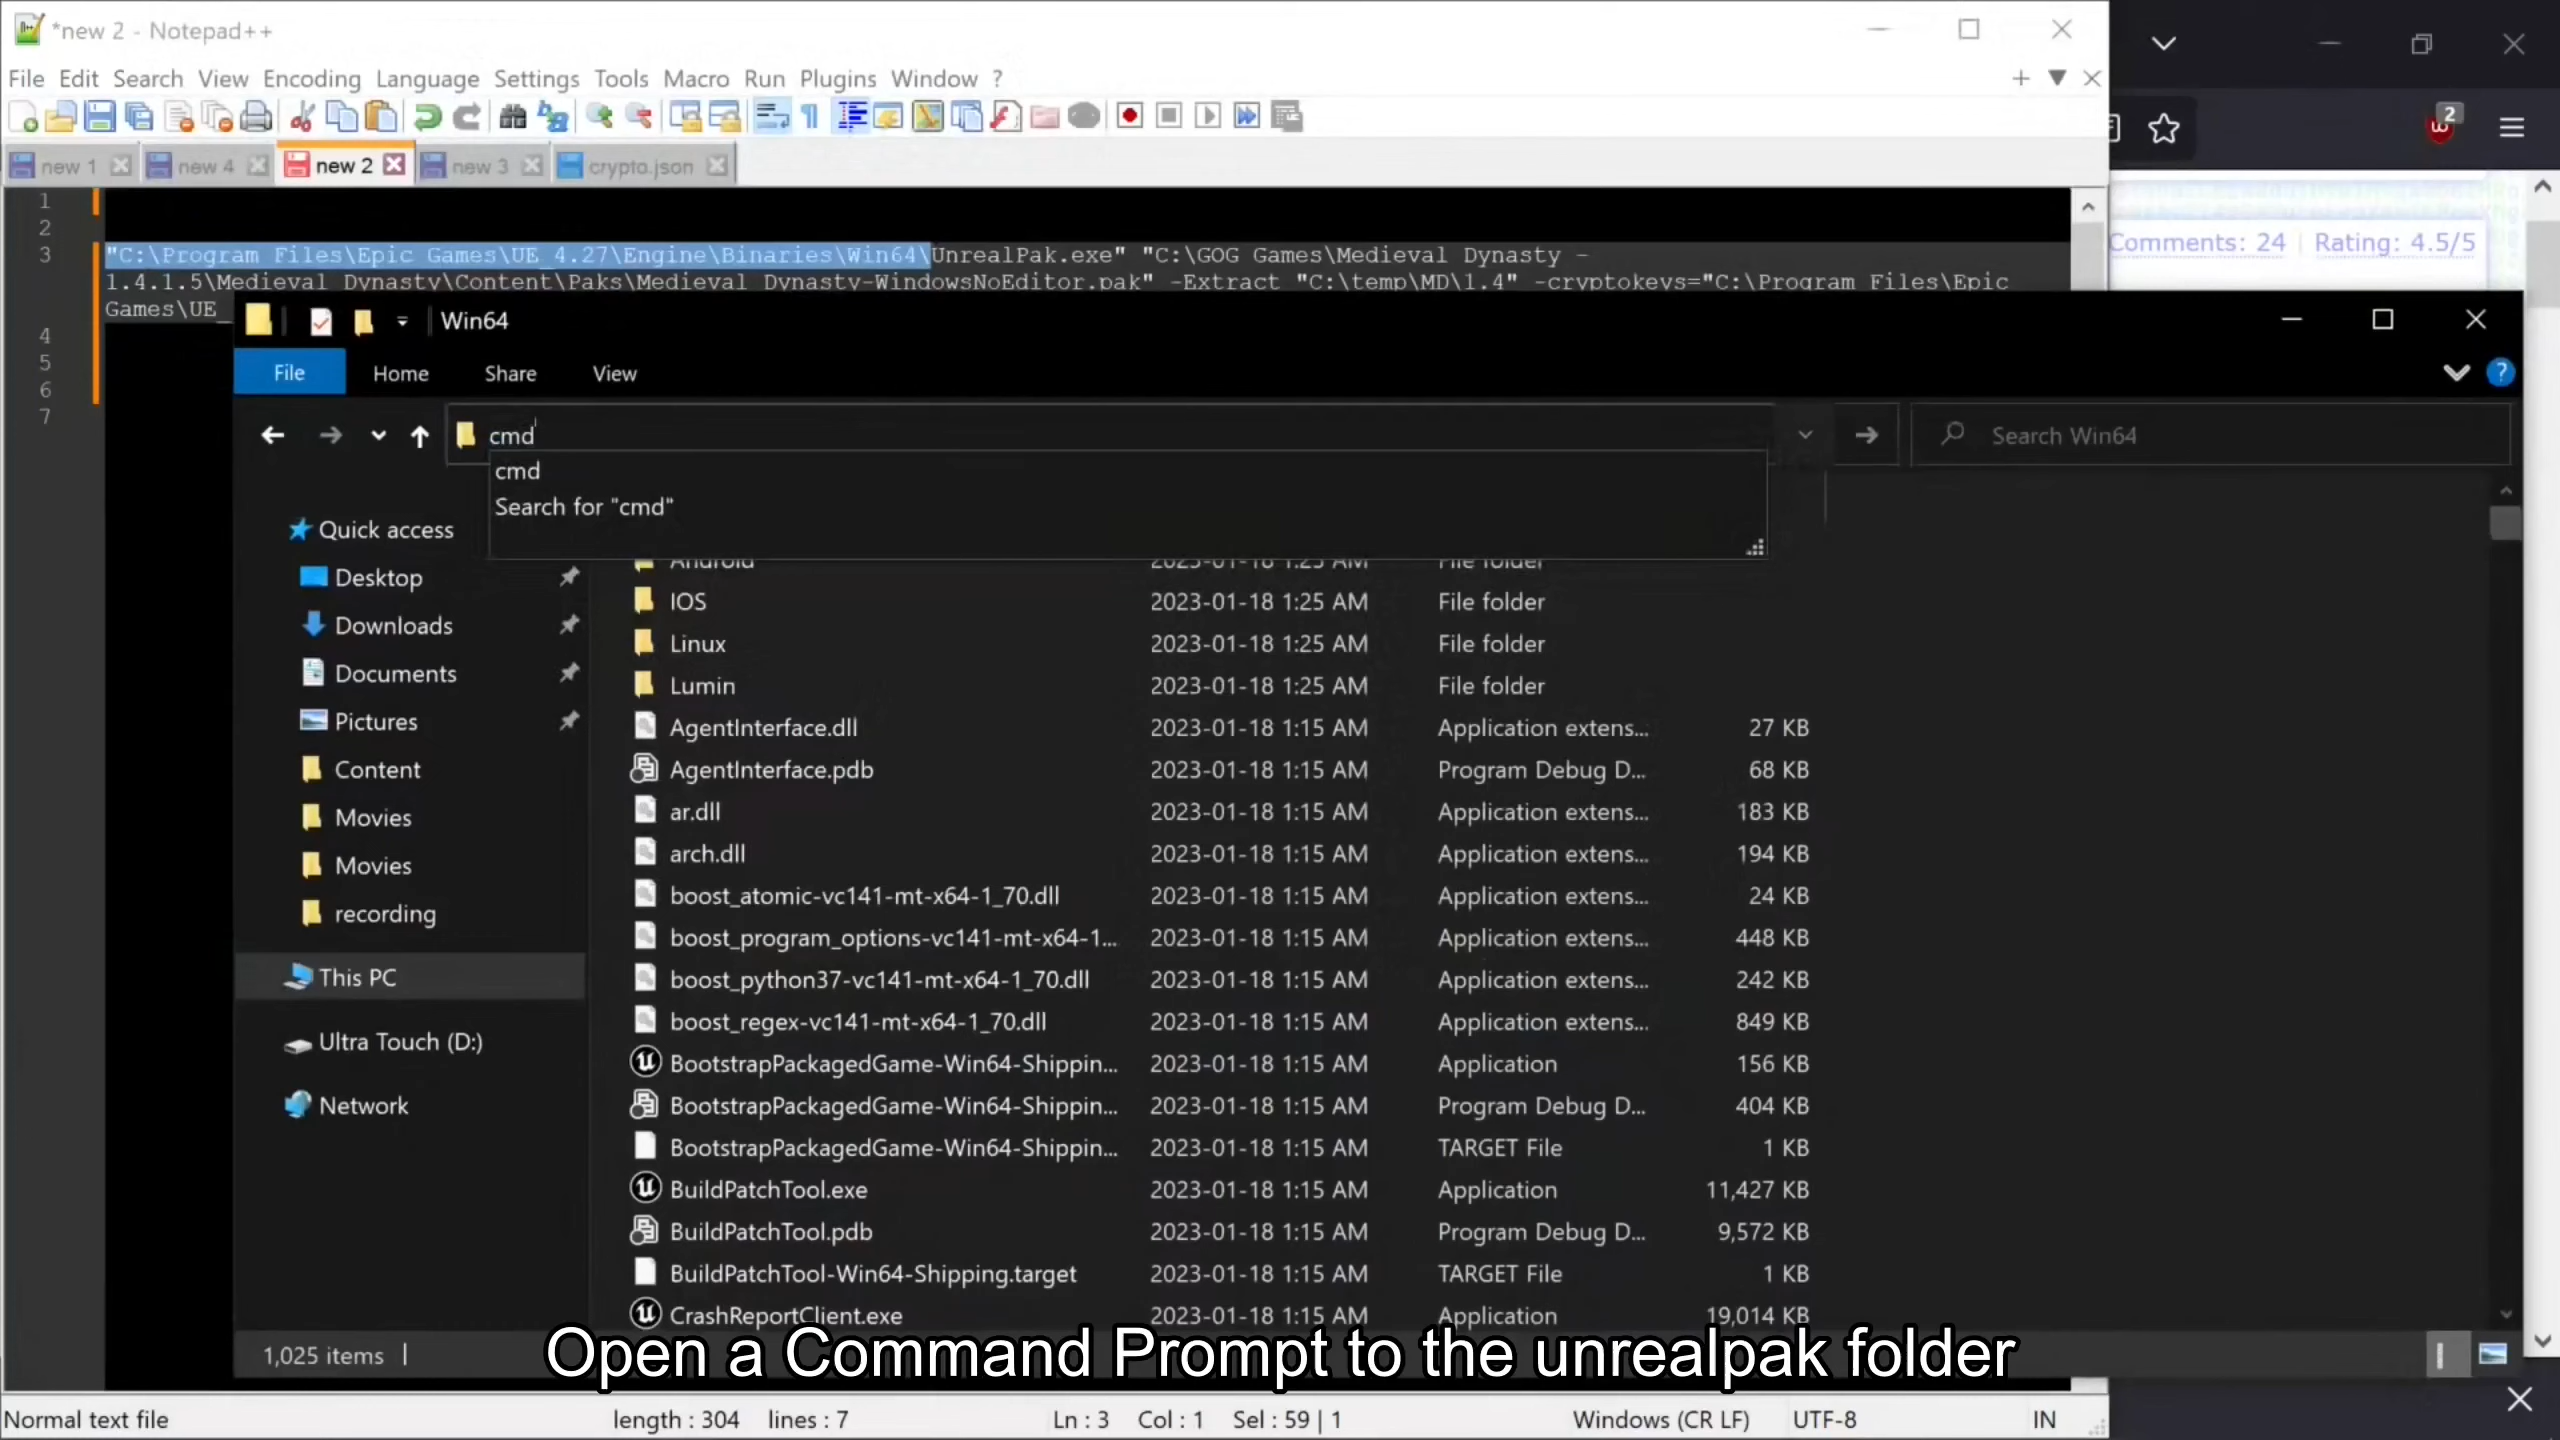 *new 2 - Notepad++
File Edit Search View Encoding Language Settings Tools Macro Run Plugins Window ?
2
new 1 new 4 new 2 new 3 crypto.json
1
2
3 "C:\Program Files\Epic Games\UE_4.27\Engine\Binaries\Win64\UnrealPak.exe" "C:\GOG Games\Medieval Dynasty -
1.4.1.5\Medieval Dynasty\Content\Paks\Medieval Dynasty-WindowsNoEditor.pak" -Extract "C:\temp\MD\1.4" -cryptokeys="C:\Program Files\Epic
Games\UE_
4
5
6
7
Comments: 24 | Rating: 4.5/5
Win64
File Home Share View
?
cmd
Search Win64
cmd
Search for "cmd"
Quick access
Desktop
Downloads
Documents
Pictures
Content
Movies
Movies
recording
This PC
Ultra Touch (D:)
Network
Android 2023-01-18 1:25 AM File folder
IOS 2023-01-18 1:25 AM File folder
Linux 2023-01-18 1:25 AM File folder
Lumin 2023-01-18 1:25 AM File folder
AgentInterface.dll 2023-01-18 1:15 AM Application extens... 27 KB
AgentInterface.pdb 2023-01-18 1:15 AM Program Debug D... 68 KB
ar.dll 2023-01-18 1:15 AM Application extens... 183 KB
arch.dll 2023-01-18 1:15 AM Application extens... 194 KB
boost_atomic-vc141-mt-x64-1_70.dll 2023-01-18 1:15 AM Application extens... 24 KB
boost_program_options-vc141-mt-x64-1... 2023-01-18 1:15 AM Application extens... 448 KB
boost_python37-vc141-mt-x64-1_70.dll 2023-01-18 1:15 AM Application extens... 242 KB
boost_regex-vc141-mt-x64-1_70.dll 2023-01-18 1:15 AM Application extens... 849 KB
BootstrapPackagedGame-Win64-Shippin... 2023-01-18 1:15 AM Application 156 KB
BootstrapPackagedGame-Win64-Shippin... 2023-01-18 1:15 AM Program Debug D... 404 KB
BootstrapPackagedGame-Win64-Shippin... 2023-01-18 1:15 AM TARGET File 1 KB
BuildPatchTool.exe 2023-01-18 1:15 AM Application 11,427 KB
BuildPatchTool.pdb 2023-01-18 1:15 AM Program Debug D... 9,572 KB
BuildPatchTool-Win64-Shipping.target 2023-01-18 1:15 AM TARGET File 1 KB
CrashReportClient.exe 2023-01-18 1:15 AM Application 19,014 KB
1,025 items
Open a Command Prompt to the unrealpak folder
Normal text file length : 304 lines : 7 Ln : 3 Col : 1 Sel : 59 | 1 Windows (CR LF) UTF-8 IN